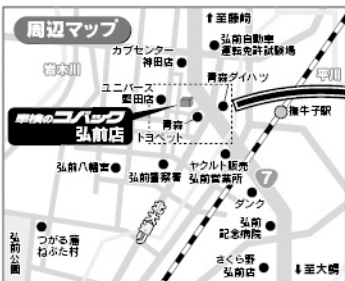 周辺マップ
↑至藤崎
弘前自動車
運転免許試験場
カブセンター
神田店
岩木川
青森ダイハツ
平川
ユニバース
堅田店
撫牛子駅
車検のコバック
弘前店
青森
トヨペット
弘前八幡宮
弘前警察署
ヤクルト販売
弘前営業所
7
ダンク
弘前
記念病院
つがる藩
ねぷた村
弘前公園
さくら野
弘前店
↓至大鰐